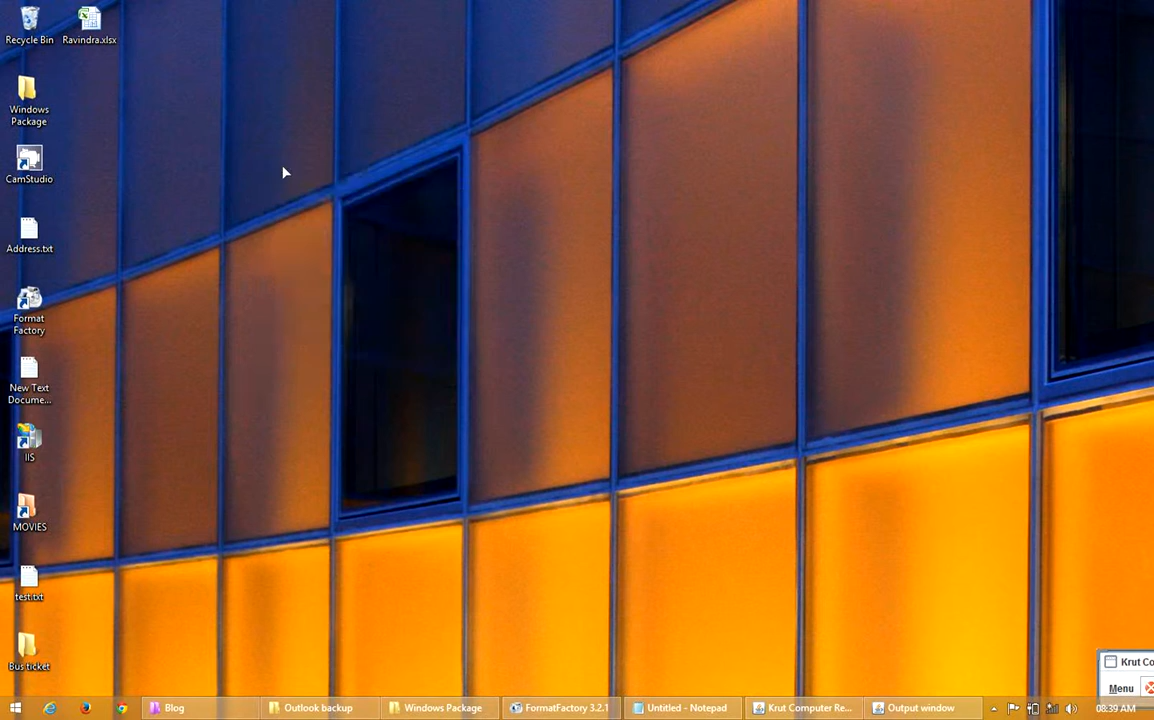 Recycle Bin
Ravindra.xlsx
Windows
Package
CamStudio
Address.txt
Format
Factory
New Text
Docume...
IIS
MOVIES
test.txt
Bus ticket
Krut Co
Menu
Blog
Outlook backup
Windows Package
FormatFactory 3.2.1
Untitled - Notepad
Krut Computer Re...
Output window
08:39 AM